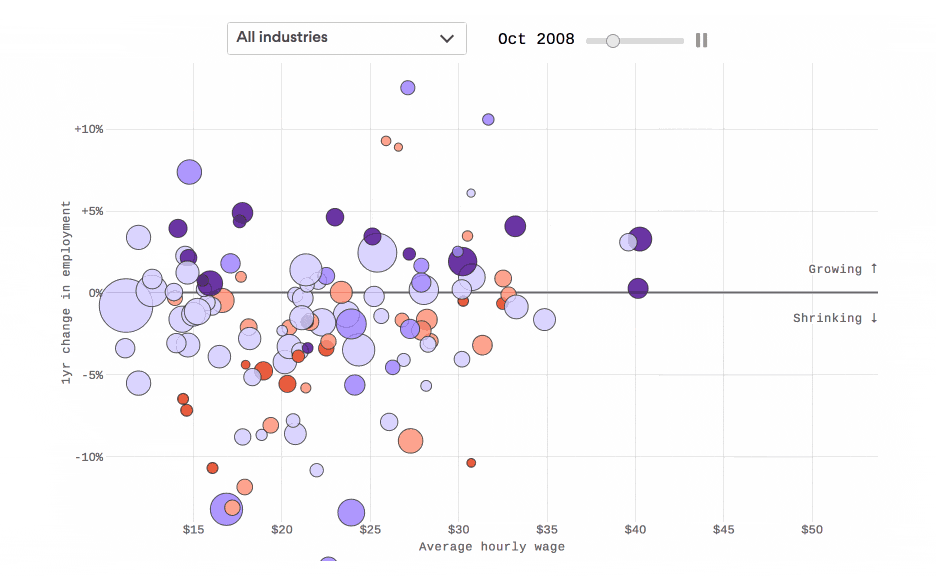 All industries
Oct 2008
+10%
+5%
0%
-5%
-10%
1yr change in employment
Growing ↑
Shrinking ↓
$15 $20 $25 $30 $35 $40 $45 $50
Average hourly wage